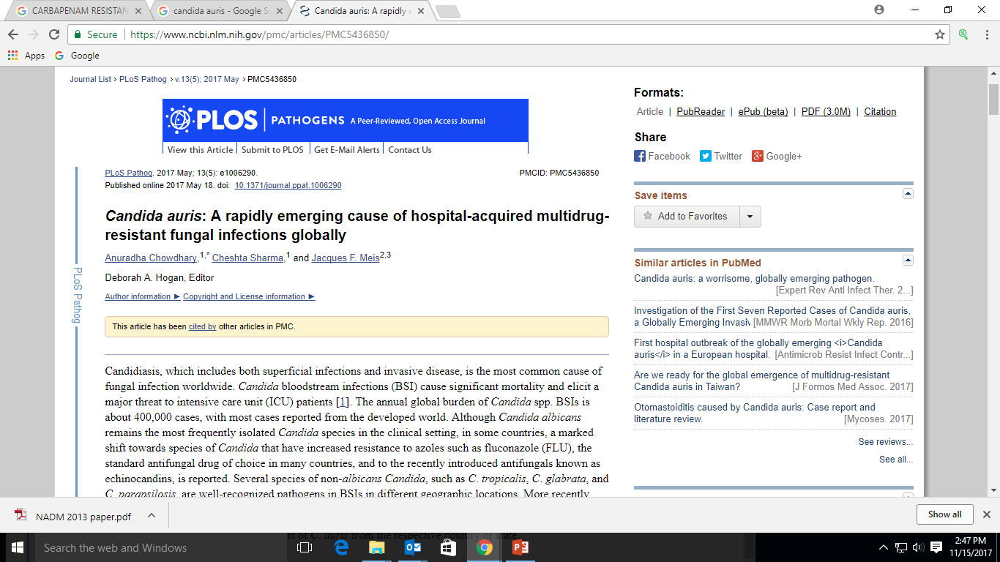 CARBAPENAM RESISTAN
candida auris - Google S
Candida auris: A rapidly e
Secure
https://www.ncbi.nlm.nih.gov/pmc/articles/PMC5436850/
Apps
Google
Journal List > PLoS Pathog > v.13(5); 2017 May > PMC5436850
PLOS | PATHOGENS A Peer-Reviewed, Open Access Journal
View this Article | Submit to PLOS | Get E-Mail Alerts | Contact Us
PLoS Pathog
PLoS Pathog. 2017 May; 13(5): e1006290.
PMCID: PMC5436850
Published online 2017 May 18. doi: 10.1371/journal.ppat.1006290
Candida auris: A rapidly emerging cause of hospital-acquired multidrug-
resistant fungal infections globally
Anuradha Chowdhary,1,* Cheshta Sharma,1 and Jacques F. Meis2,3
Deborah A. Hogan, Editor
Author information ► Copyright and License information ►
This article has been cited by other articles in PMC.
Candidiasis, which includes both superficial infections and invasive disease, is the most common cause of
fungal infection worldwide. Candida bloodstream infections (BSI) cause significant mortality and elicit a
major threat to intensive care unit (ICU) patients [1]. The annual global burden of Candida spp. BSIs is
about 400,000 cases, with most cases reported from the developed world. Although Candida albicans
remains the most frequently isolated Candida species in the clinical setting, in some countries, a marked
shift towards species of Candida that have increased resistance to azoles such as fluconazole (FLU), the
standard antifungal drug of choice in many countries, and to the recently introduced antifungals known as
echinocandins, is reported. Several species of non-albicans Candida, such as C. tropicalis, C. glabrata, and
C. parapsilosis, are well-recognized pathogens in BSIs in different geographic locations. More recently,
Formats:
Article | PubReader | ePub (beta) | PDF (3.0M) | Citation
Share
Facebook Twitter Google+
Save items
Add to Favorites
Similar articles in PubMed
Candida auris: a worrisome, globally emerging pathogen.
[Expert Rev Anti Infect Ther. 2...]
Investigation of the First Seven Reported Cases of Candida auris,
a Globally Emerging Invasiv [MMWR Morb Mortal Wkly Rep. 2016]
First hospital outbreak of the globally emerging <i>Candida
auris</i> in a European hospital. [Antimicrob Resist Infect Contr...]
Are we ready for the global emergence of multidrug-resistant
Candida auris in Taiwan? [J Formos Med Assoc. 2017]
Otomastoiditis caused by Candida auris: Case report and
literature review. [Mycoses. 2017]
See reviews...
See all...
NADM 2013 paper.pdf
Show all
Search the web and Windows
rt of C. auris from the respective country or state.
2:47 PM
11/15/2017